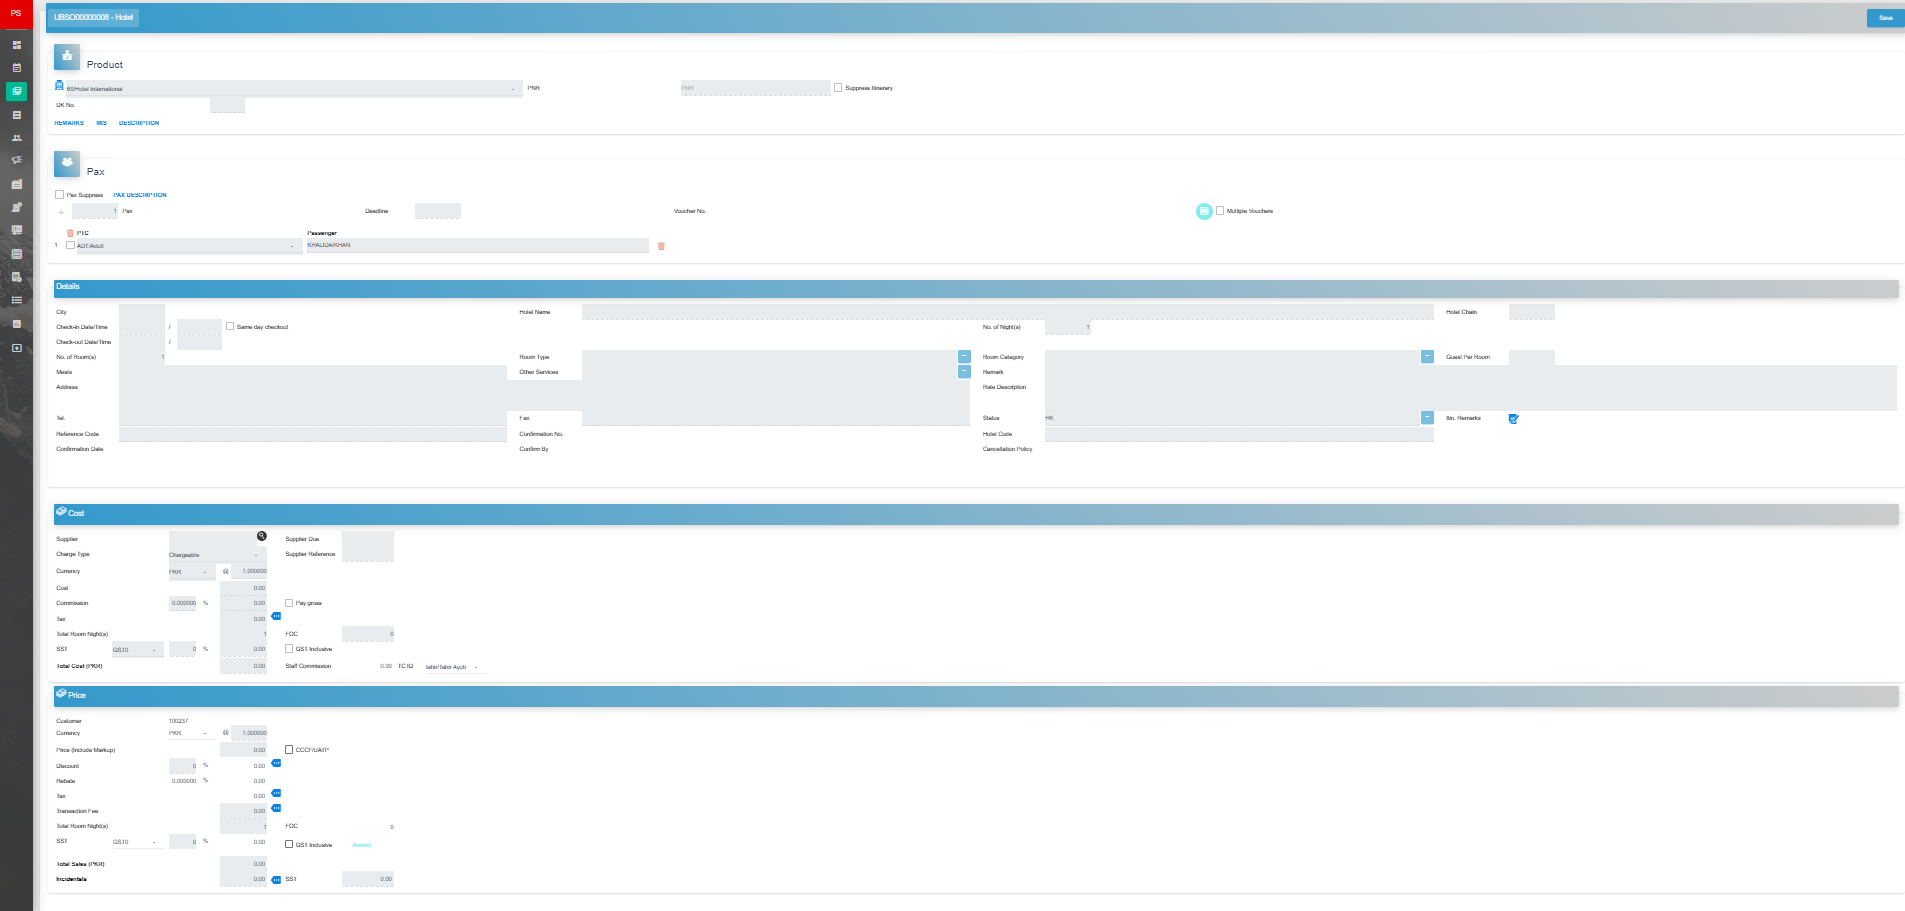 PS
UBSO00000008 - Hotel
Save
Product
60/Hotel International
PNR
PNR
Suppress Itinerary
DK No.
REMARKS MIS DESCRIPTION
Pax
Pax Suppress PAX DESCRIPTION
1 Pax Deadline Voucher No. Multiple Vouchers
PTC Passenger
1 ADT/Adult KHALIDA/KHAN
Details
City Hotel Name Hotel Chain
Check-in Date/Time / Same day checkout No. of Night(s) 1
Check-out Date/Time /
No. of Room(s) 1 Room Type Room Category Guest Per Room
Meals Other Services Remark
Address Rate Description
Tel. Fax Status HK Itin. Remarks
Reference Code Confirmation No. Hotel Code
Confirmation Date Confirm By Cancellation Policy
Cost
Supplier Supplier Due
Charge Type Chargeable Supplier Reference
Currency PKR @ 1.000000
Cost 0.00
Commission 0.000000 % 0.00 Pay gross
Tax 0.00
Total Room Night(s) 1 FOC 0
SST GST0 0 % 0.00 GST Inclusive
Total Cost (PKR) 0.00 Staff Commission 0.00 TC ID tahir/Tahir Ayub
Price
Customer 100237
Currency PKR @ 1.000000
Price (Include Markup) 0.00 CCCF/UATP
Discount 0 % 0.00
Rebate 0.000000 % 0.00
Tax 0.00
Transaction Fee 0.00
Total Room Night(s) 1 FOC 0
SST GST0 0 % 0.00 GST Inclusive Amend
Total Sales (PKR) 0.00
Incidentals 0.00 SST 0.00